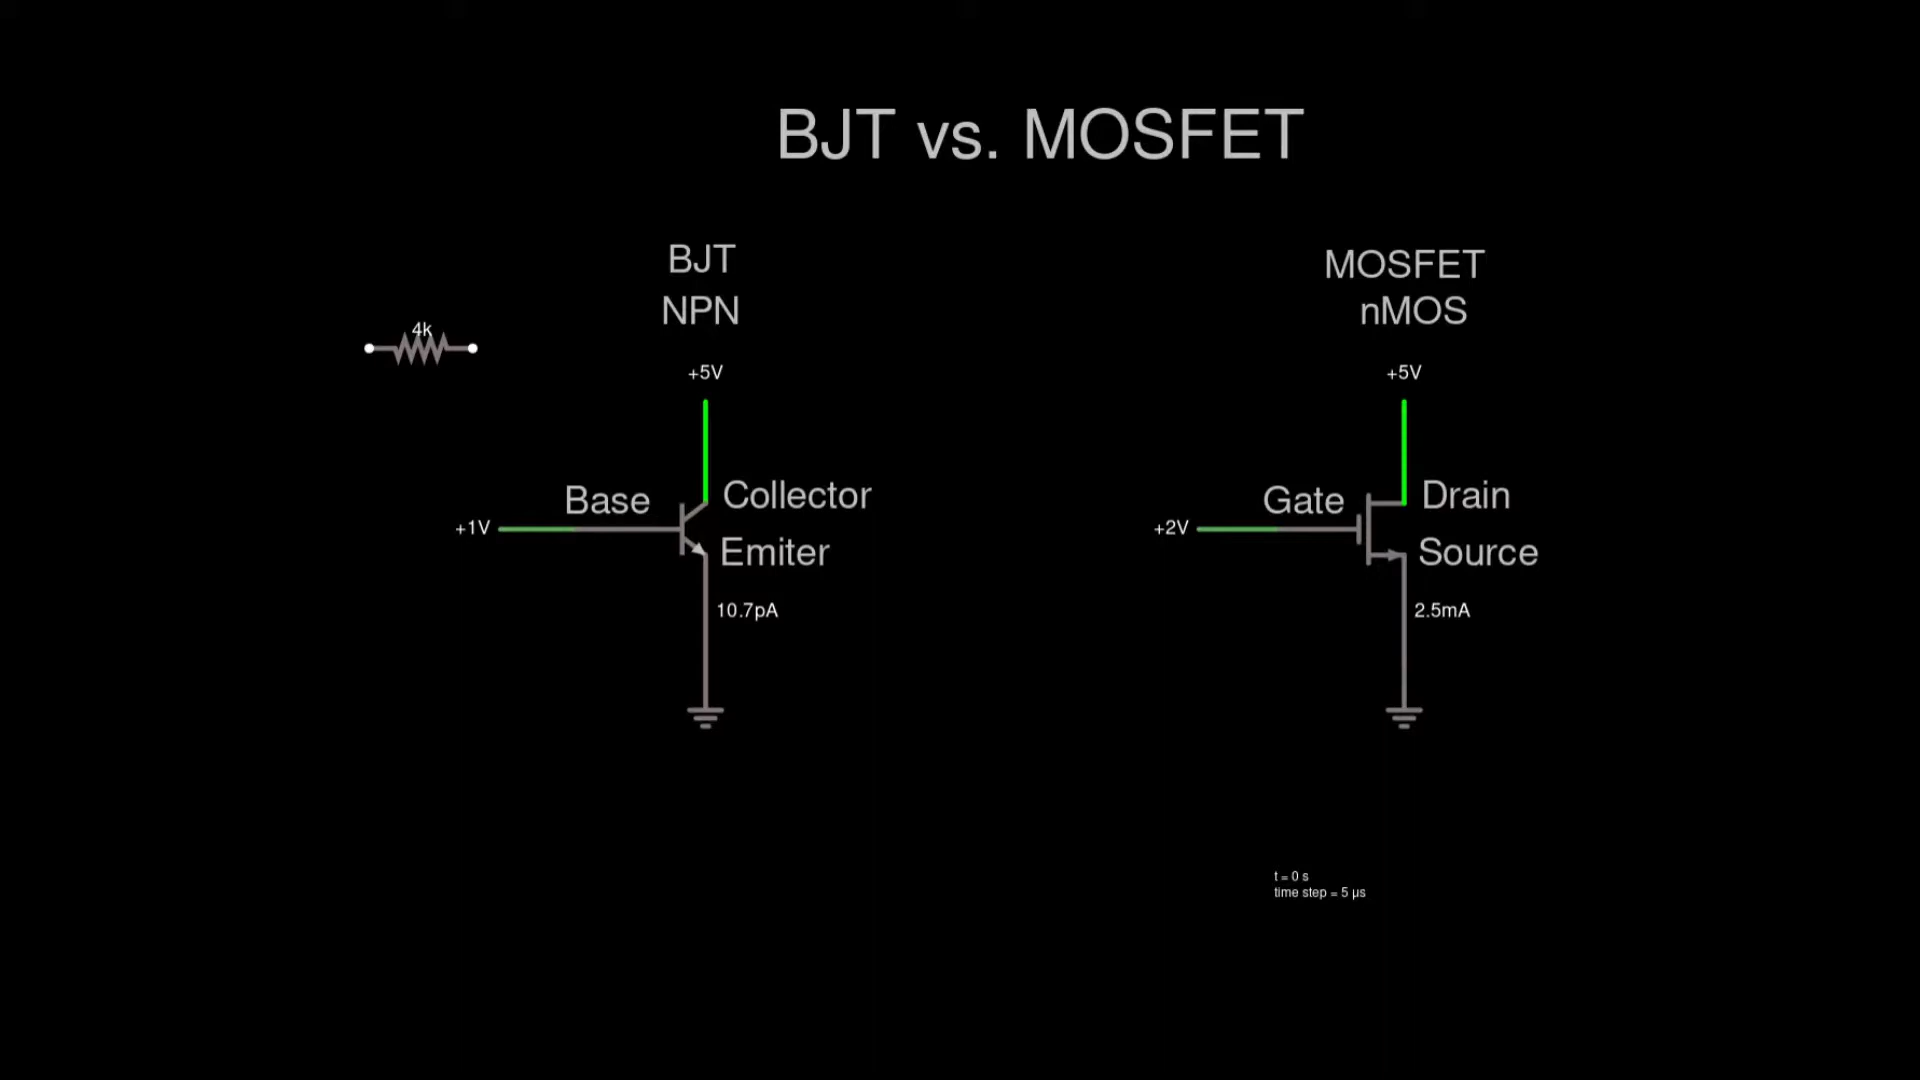 BJT vs. MOSFET
BJT
NPN
MOSFET
nMOS
4k
+5V
+5V
Base
Collector
+1V
Emiter
10.7pA
Gate
Drain
+2V
Source
2.5mA
t = 0 s
time step = 5 µs